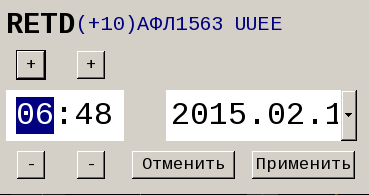 RETD(+10)АФЛ1563 UUEE
+ +
06:48 2015.02.1
- - Отменить Применить